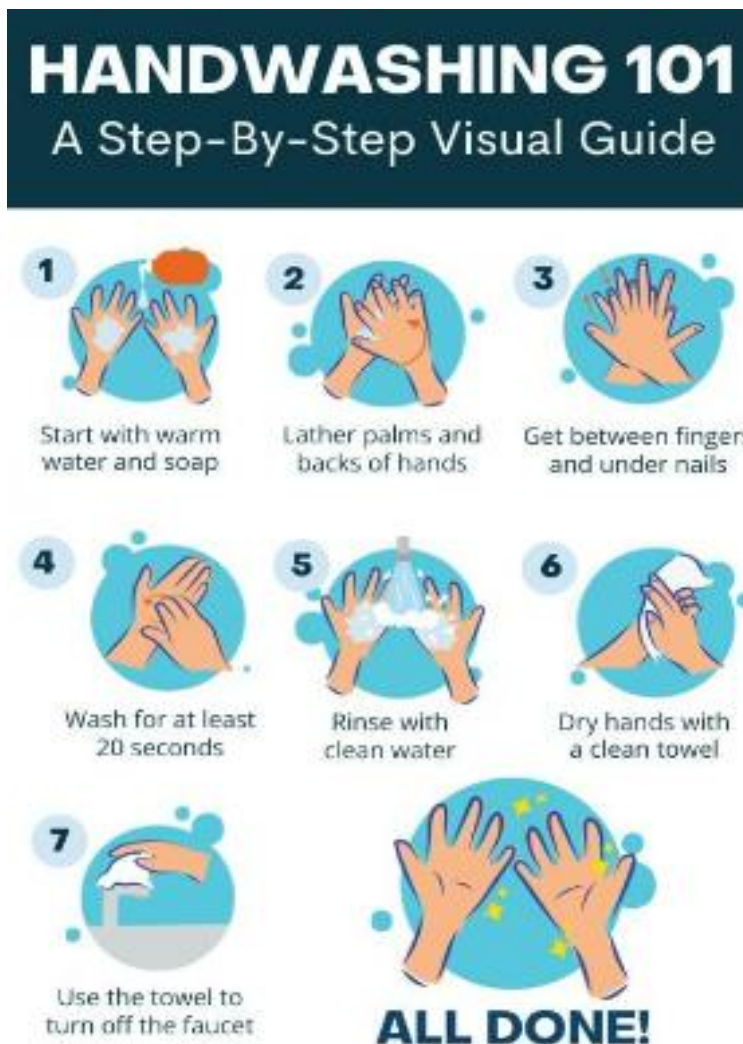 HANDWASHING 101
A Step-By-Step Visual Guide
1
Start with warm
water and soap
2
Lather palms and
backs of hands
3
Get between fingers
and under nails
4
Wash for at least
20 seconds
5
Rinse with
clean water
6
Dry hands with
a clean towel
7
Use the towel to
turn off the faucet
ALL DONE!